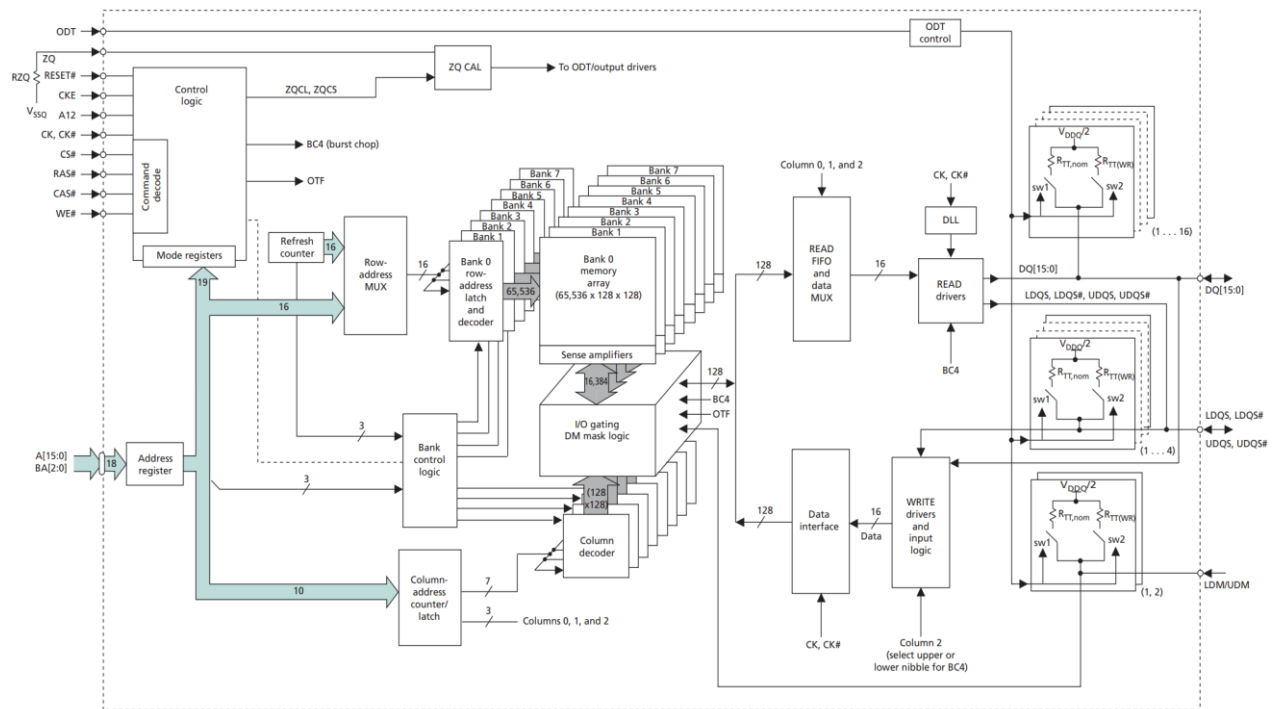 ODT
ODT
control
ZQ
RZQ
VSSQ
RESET#
CKE
A12
CK, CK#
CS#
RAS#
CAS#
WE#
Control
logic
Command
decode
Mode registers
ZQ CAL
To ODT/output drivers
ZQCL, ZQCS
BC4 (burst chop)
OTF
Refresh
counter
16
19
16
Row-
address
MUX
16
Bank 7
Bank 6
Bank 5
Bank 4
Bank 3
Bank 2
Bank 1
Bank 0
row-
address
latch
and
decoder
65,536
Bank 7
Bank 6
Bank 5
Bank 4
Bank 3
Bank 2
Bank 1
Bank 0
memory
array
(65,536 x 128 x 128)
Sense amplifiers
16,384
I/O gating
DM mask logic
128
BC4
OTF
A[15:0]
BA[2:0]
18
Address
register
3
3
Bank
control
logic
(128
x128)
Column
decoder
10
Column-
address
counter/
latch
7
3
Columns 0, 1, and 2
Column 0, 1, and 2
128
READ
FIFO
and
data
MUX
16
CK, CK#
DLL
READ
drivers
BC4
DQ[15:0]
LDQS, LDQS#, UDQS, UDQS#
128
Data
interface
16
Data
WRITE
drivers
and
input
logic
CK, CK#
Column 2
(select upper or
lower nibble for BC4)
VDDQ/2
RTT,nom
RTT(WR)
sw1
sw2
(1 . . . 16)
DQ[15:0]
VDDQ/2
RTT,nom
RTT(WR)
sw1
sw2
(1 . . . 4)
LDQS, LDQS#
UDQS, UDQS#
VDDQ/2
RTT,nom
RTT(WR)
sw1
sw2
(1, 2)
LDM/UDM